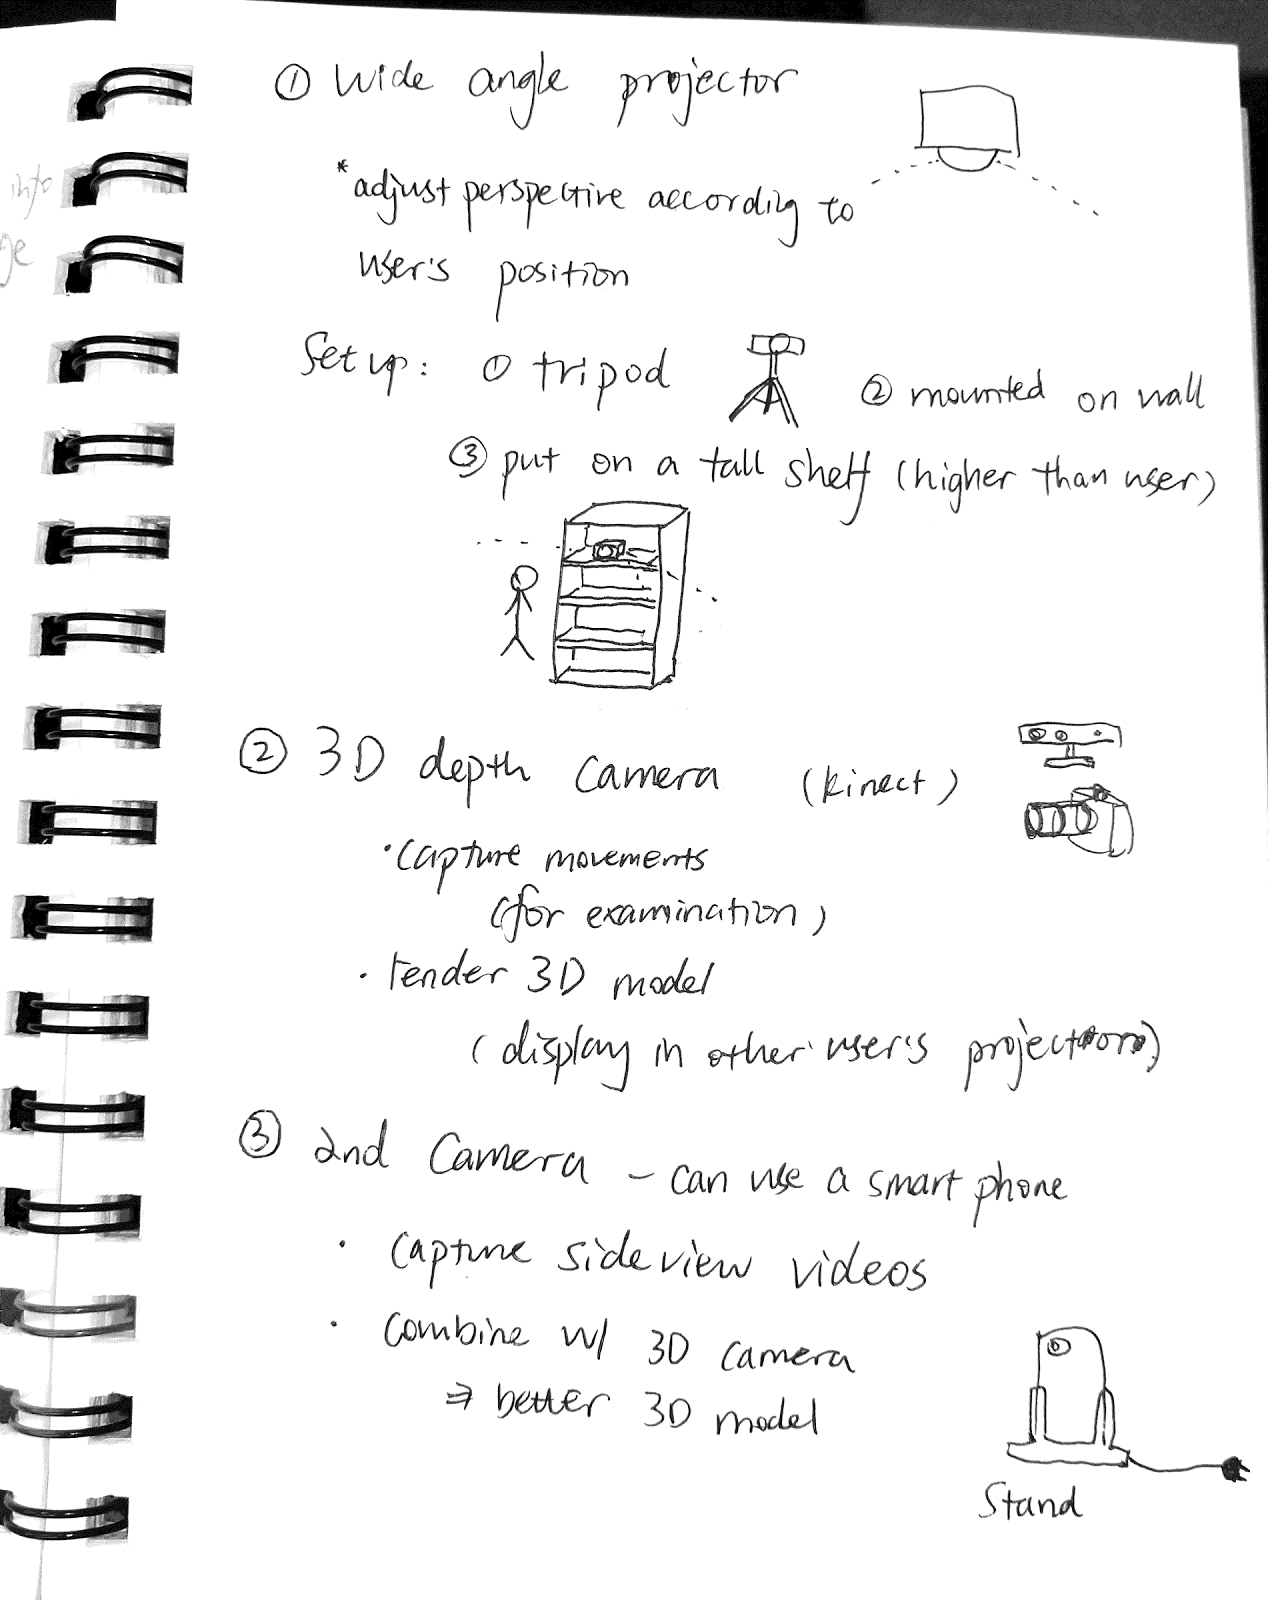 info
ge
① Wide angle projector
*adjust perspective according to
user's position
Set up: ① tripod
② mounted on wall
③ put on a tall shelf (higher than user)
② 3D depth camera (kinect)
· capture movements
(for examination)
· render 3D model
(display in other user's projectors)
③ 2nd Camera – can use a smart phone
· Capture sideview videos
· Combine w/ 3D camera
⇒ better 3D model
Stand